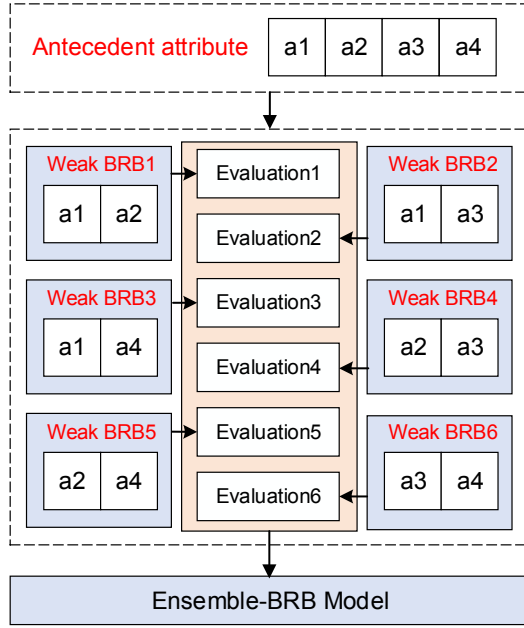 Antecedent attribute a1 a2 a3 a4
Weak BRB1
a1 a2
Evaluation1
Weak BRB2
a1 a3
Evaluation2
Weak BRB3
a1 a4
Evaluation3
Weak BRB4
a2 a3
Evaluation4
Weak BRB5
a2 a4
Evaluation5
Weak BRB6
a3 a4
Evaluation6
Ensemble-BRB Model